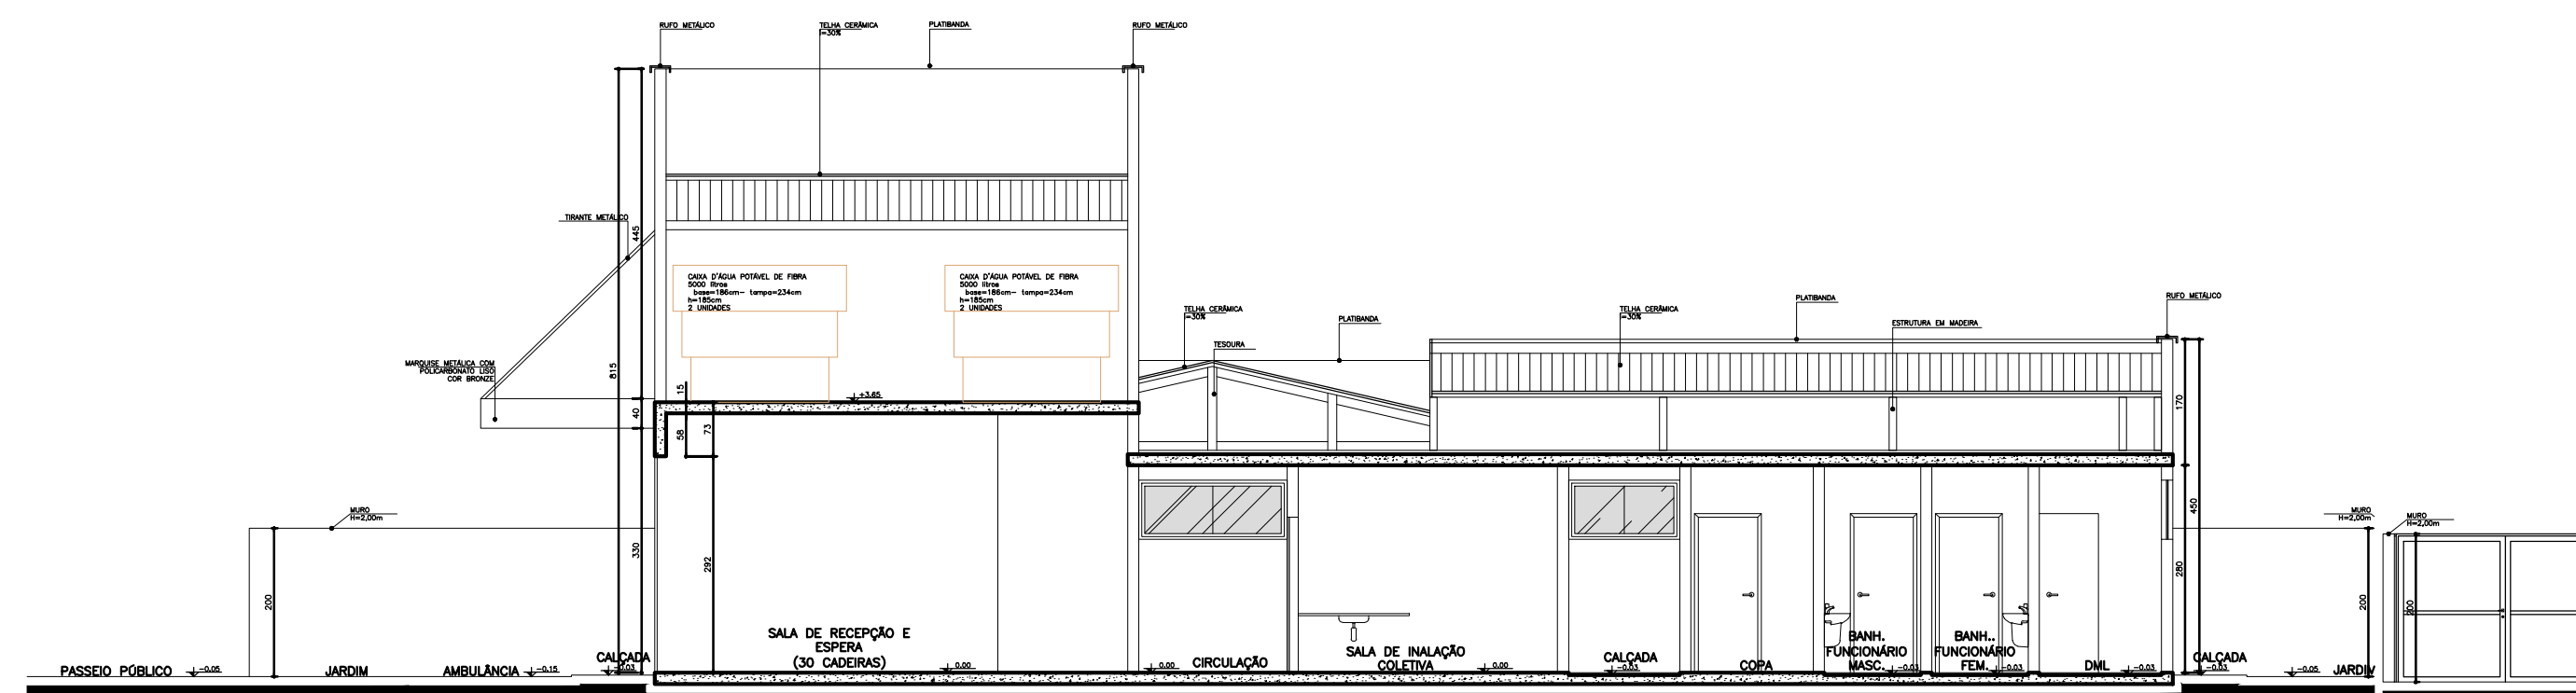 RUFO METÁLICO
TELHA CERÂMICA
i=30%
PLATIBANDA
RUFO METÁLICO
TIRANTE METÁLICO
445
CAIXA D'ÁGUA POTÁVEL DE FIBRA
5000 litros
base=186cm- tampa=234cm
h=185cm
2 UNIDADES
CAIXA D'ÁGUA POTÁVEL DE FIBRA
5000 litros
base=186cm- tampa=234cm
h=185cm
2 UNIDADES
TELHA CERÂMICA
i=30%
PLATIBANDA
TESOURA
TELHA CERÂMICA
i=30%
PLATIBANDA
ESTRUTURA EM MADEIRA
RUFO METÁLICO
MARQUISE METÁLICA COM
POLICARBONATO LISO
COR BRONZE
815
15
+3.65
40
58
73
170
450
MURO
H=2,00m
MURO
H=2,00m
MURO
H=2,00m
330
292
280
200
200
200
SALA DE RECEPÇÃO E
ESPERA
(30 CADEIRAS)
0.00
PASSEIO PÚBLICO
-0.05
JARDIM
AMBULÂNCIA
-0.15
CALÇADA
-0.03
0.00
CIRCULAÇÃO
SALA DE INALAÇÃO
COLETIVA
0.00
CALÇADA
-0.03
COPA
BANH.
FUNCIONÁRIO
MASC.
-0.03
BANH..
FUNCIONÁRIO
FEM.
-0.03
DML
-0.03
CALÇADA
-0.03
-0.05
JARDIM